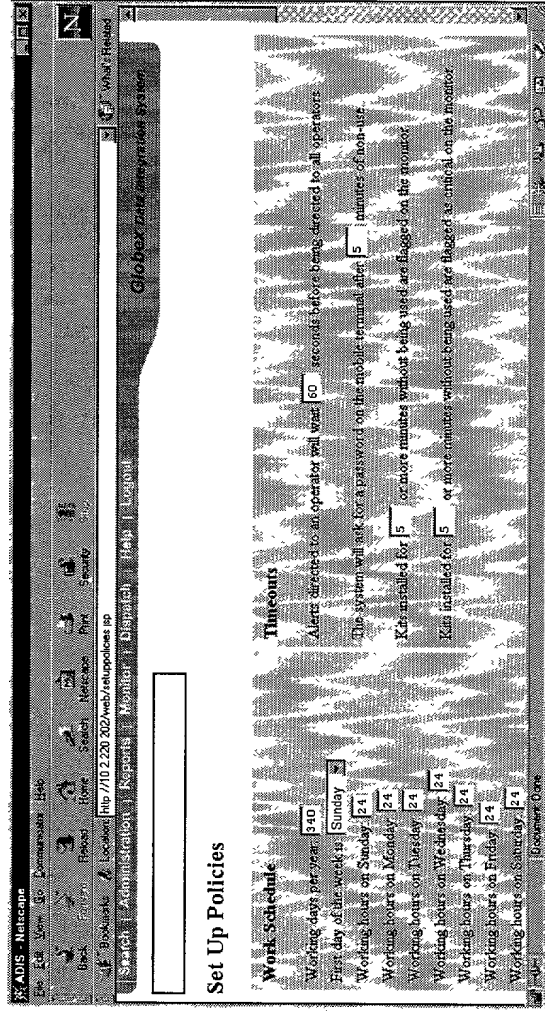 ADIS - Netscape
File Edit View Go Communicator Help
Back Reload Home Search Netscape Print Security Stop
Bookmarks Location: http://10.2.220.202/web/setuppolicies.jsp What's Related
Search | Administration | Reports | Monitor | Dispatch | Help | Logout
Globex Data Integration System
Set Up Policies
Work Schedule
Working days per year: 340
First day of the week is Sunday
Working hours on Sunday: 24
Working hours on Monday: 24
Working hours on Tuesday: 24
Working hours on Wednesday: 24
Working hours on Thursday: 24
Working hours on Friday: 24
Working hours on Saturday: 24
Timeouts
Alerts directed to an operator will wait 60 seconds before being directed to all operators.
The system will ask for a password on the mobile terminal after 5 minutes of non-use.
Kits installed for 5 or more minutes without being used are flagged on the monitor.
Kits installed for 5 or more minutes without being used are flagged as critical on the monitor.
Document: Done